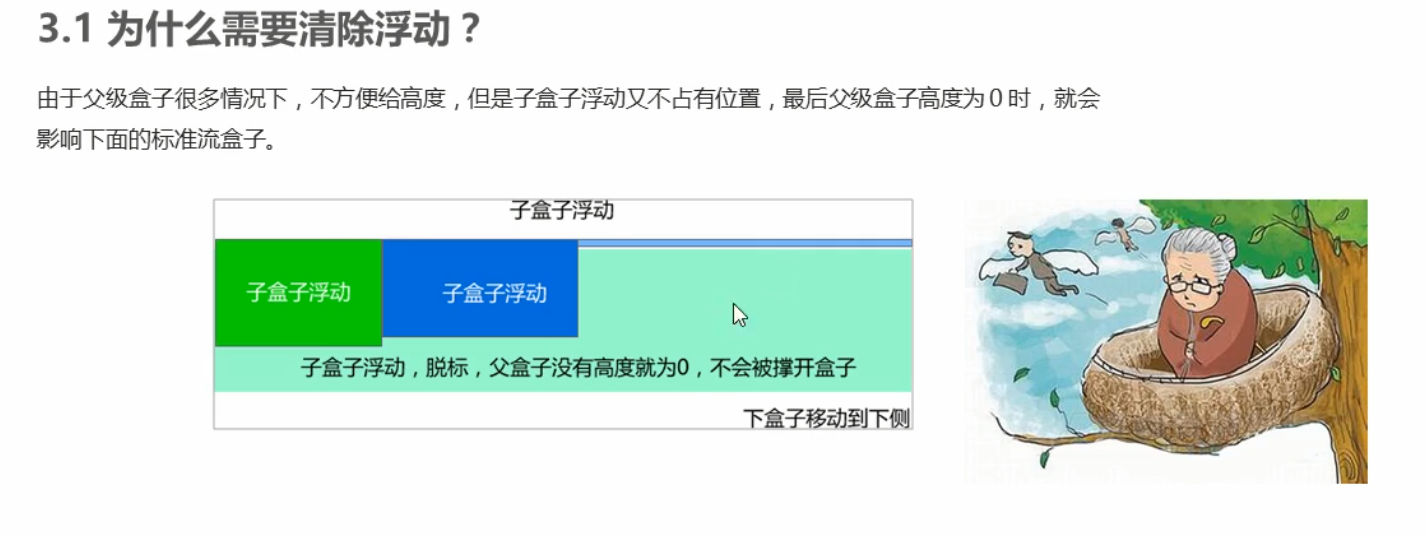 3.1 为什么需要清除浮动？
由于父级盒子很多情况下，不方便给高度，但是子盒子浮动又不占有位置，最后父级盒子高度为0时，就会
影响下面的标准流盒子。
子盒子浮动
子盒子浮动
子盒子浮动
子盒子浮动，脱标，父盒子没有高度就为0，不会被撑开盒子
下盒子移动到下侧